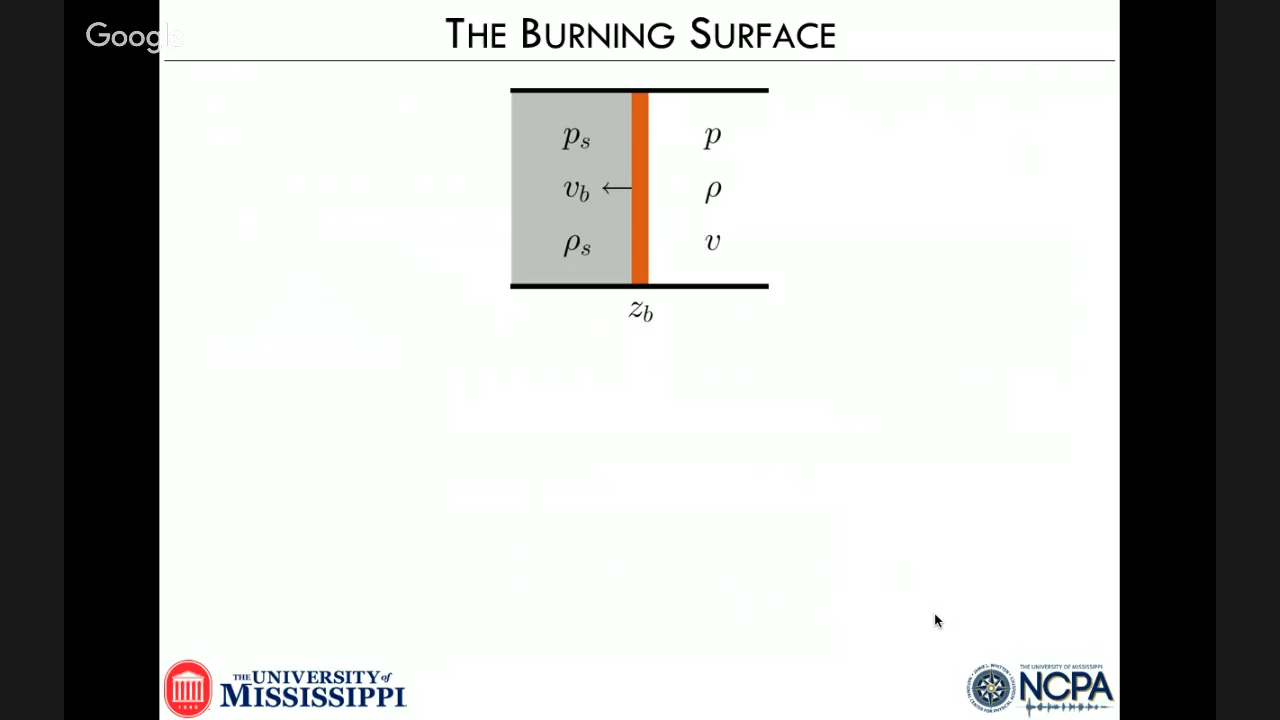 Google
THE BURNING SURFACE
p_s p
v_b ← ρ
ρ_s v
z_b
THE UNIVERSITY of
MISSISSIPPI
THE UNIVERSITY OF MISSISSIPPI
NCPA